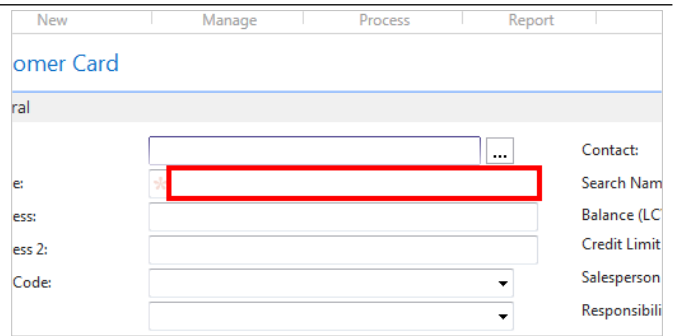 New Manage Process Report
omer Card
ral
... Contact:
e: * Search Nam
ess: Balance (LC
ess 2: Credit Limit
Code: Salesperson
Responsibili